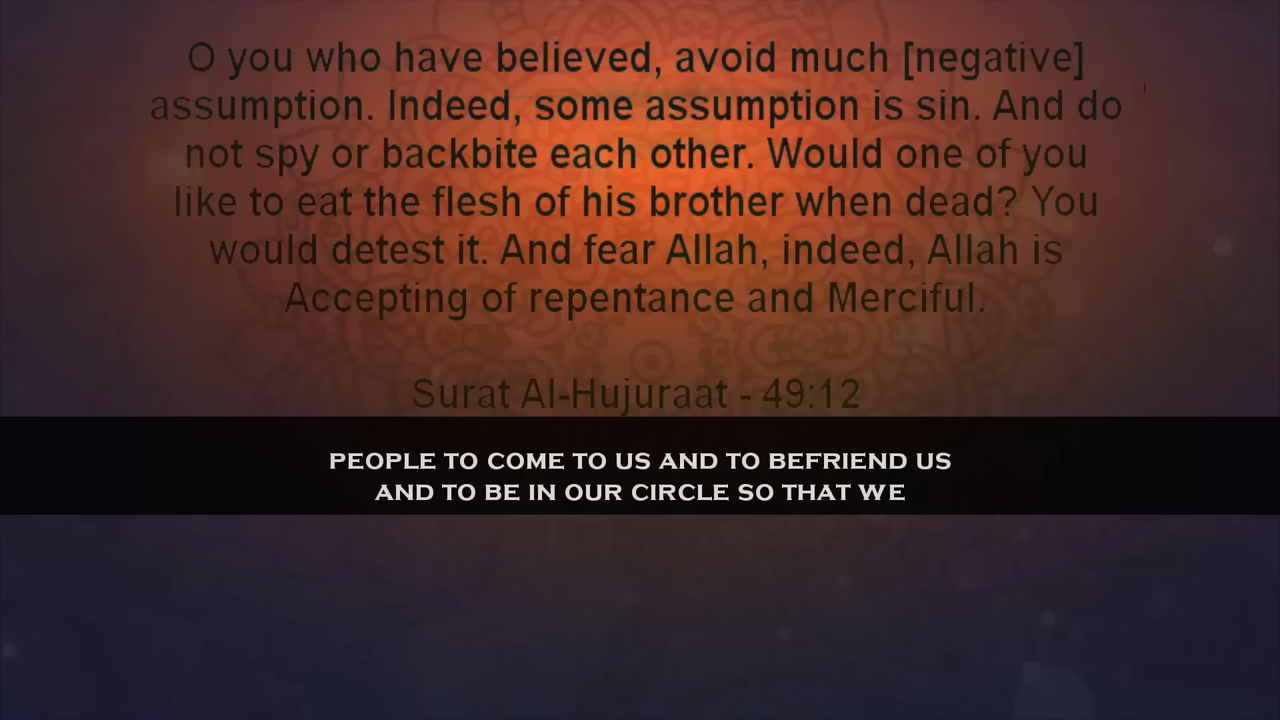 O you who have believed, avoid much [negative]
assumption. Indeed, some assumption is sin. And do
not spy or backbite each other. Would one of you
like to eat the flesh of his brother when dead? You
would detest it. And fear Allah, indeed, Allah is
Accepting of repentance and Merciful.
Surat Al-Hujuraat - 49:12
PEOPLE TO COME TO US AND TO BEFRIEND US
AND TO BE IN OUR CIRCLE SO THAT WE